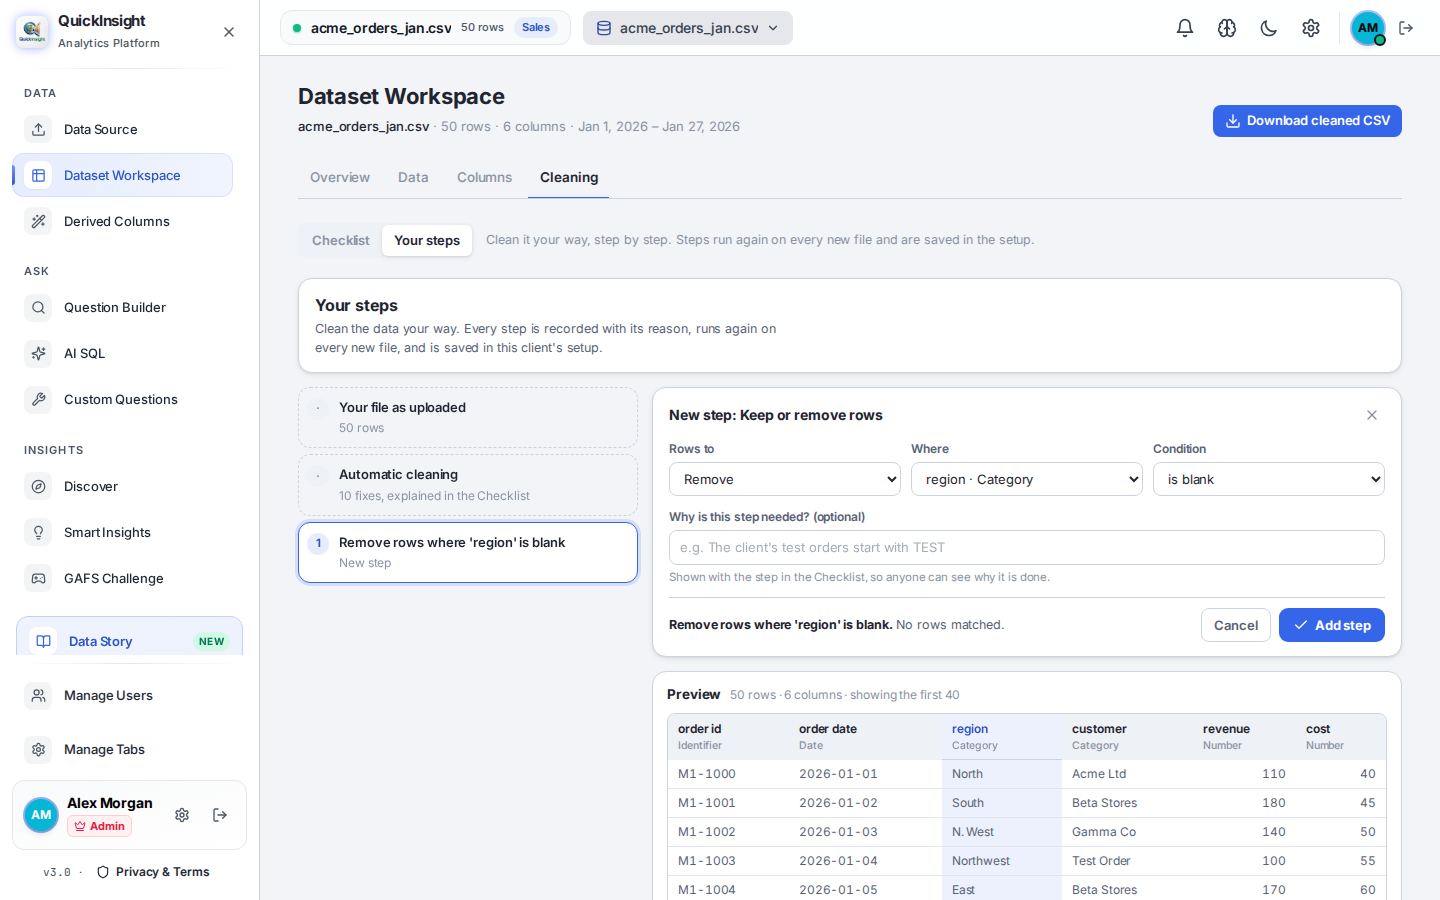 QuickInsight
Analytics Platform
DATA
Data Source
Dataset Workspace
Derived Columns
ASK
Question Builder
AI SQL
Custom Questions
INSIGHTS
Discover
Smart Insights
GAFS Challenge
Data Story NEW
Manage Users
Manage Tabs
AM Alex Morgan
Admin
v3.0 · Privacy & Terms
acme_orders_jan.csv 50 rows Sales
acme_orders_jan.csv
AM
Dataset Workspace
acme_orders_jan.csv · 50 rows · 6 columns · Jan 1, 2026 – Jan 27, 2026
Download cleaned CSV
Overview Data Columns Cleaning
Checklist Your steps Clean it your way, step by step. Steps run again on every new file and are saved in the setup.
Your steps
Clean the data your way. Every step is recorded with its reason, runs again on
every new file, and is saved in this client's setup.
· Your file as uploaded
50 rows
· Automatic cleaning
10 fixes, explained in the Checklist
1 Remove rows where 'region' is blank
New step
New step: Keep or remove rows
Rows to Where Condition
Remove region · Category is blank
Why is this step needed? (optional)
e.g. The client's test orders start with TEST
Shown with the step in the Checklist, so anyone can see why it is done.
Remove rows where 'region' is blank. No rows matched.
Cancel Add step
Preview 50 rows · 6 columns · showing the first 40
order id order date region customer revenue cost
Identifier Date Category Category Number Number
M1-1000 2026-01-01 North Acme Ltd 110 40
M1-1001 2026-01-02 South Beta Stores 180 45
M1-1002 2026-01-03 N. West Gamma Co 140 50
M1-1003 2026-01-04 Northwest Test Order 100 55
M1-1004 2026-01-05 East Beta Stores 170 60